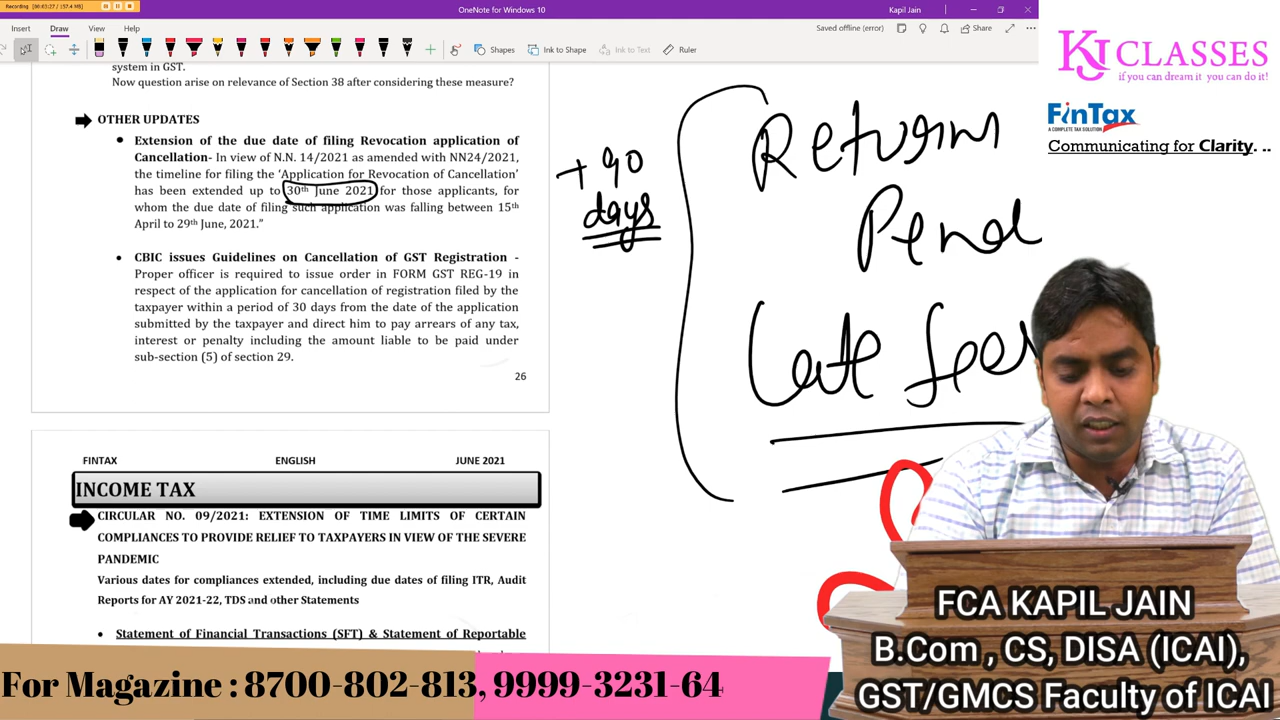 Recording [00:03:27 / 157.4 MB]
OneNote for Windows 10
Kapil Jain
Insert Draw View Help
Saved offline (error)
Share
Shapes
Ink to Shape
Ink to Text
Ruler
system in GST.
Now question arise on relevance of Section 38 after considering these measure?
OTHER UPDATES
• Extension of the due date of filing Revocation application of
Cancellation- In view of N.N. 14/2021 as amended with NN24/2021,
the timeline for filing the ‘Application for Revocation of Cancellation’
has been extended up to 30th June 2021 for those applicants, for
whom the due date of filing such application was falling between 15th
April to 29th June, 2021.”
• CBIC issues Guidelines on Cancellation of GST Registration -
Proper officer is required to issue order in FORM GST REG-19 in
respect of the application for cancellation of registration filed by the
taxpayer within a period of 30 days from the date of the application
submitted by the taxpayer and direct him to pay arrears of any tax,
interest or penalty including the amount liable to be paid under
sub-section (5) of section 29.
26
FINTAX ENGLISH JUNE 2021
INCOME TAX
CIRCULAR NO. 09/2021: EXTENSION OF TIME LIMITS OF CERTAIN
COMPLIANCES TO PROVIDE RELIEF TO TAXPAYERS IN VIEW OF THE SEVERE
PANDEMIC
Various dates for compliances extended, including due dates of filing ITR, Audit
Reports for AY 2021-22, TDS and other Statements
• Statement of Financial Transactions (SFT) & Statement of Reportable
+ 90
days
Return
Pend
Late fees
KJ CLASSES
if you can dream it you can do it!
FinTax
A COMPLETE TAX SOLUTION
Communicating for Clarity. . .
FCA KAPIL JAIN
B.Com , CS, DISA (ICAI),
GST/GMCS Faculty of ICAI
For Magazine : 8700-802-813, 9999-3231-64